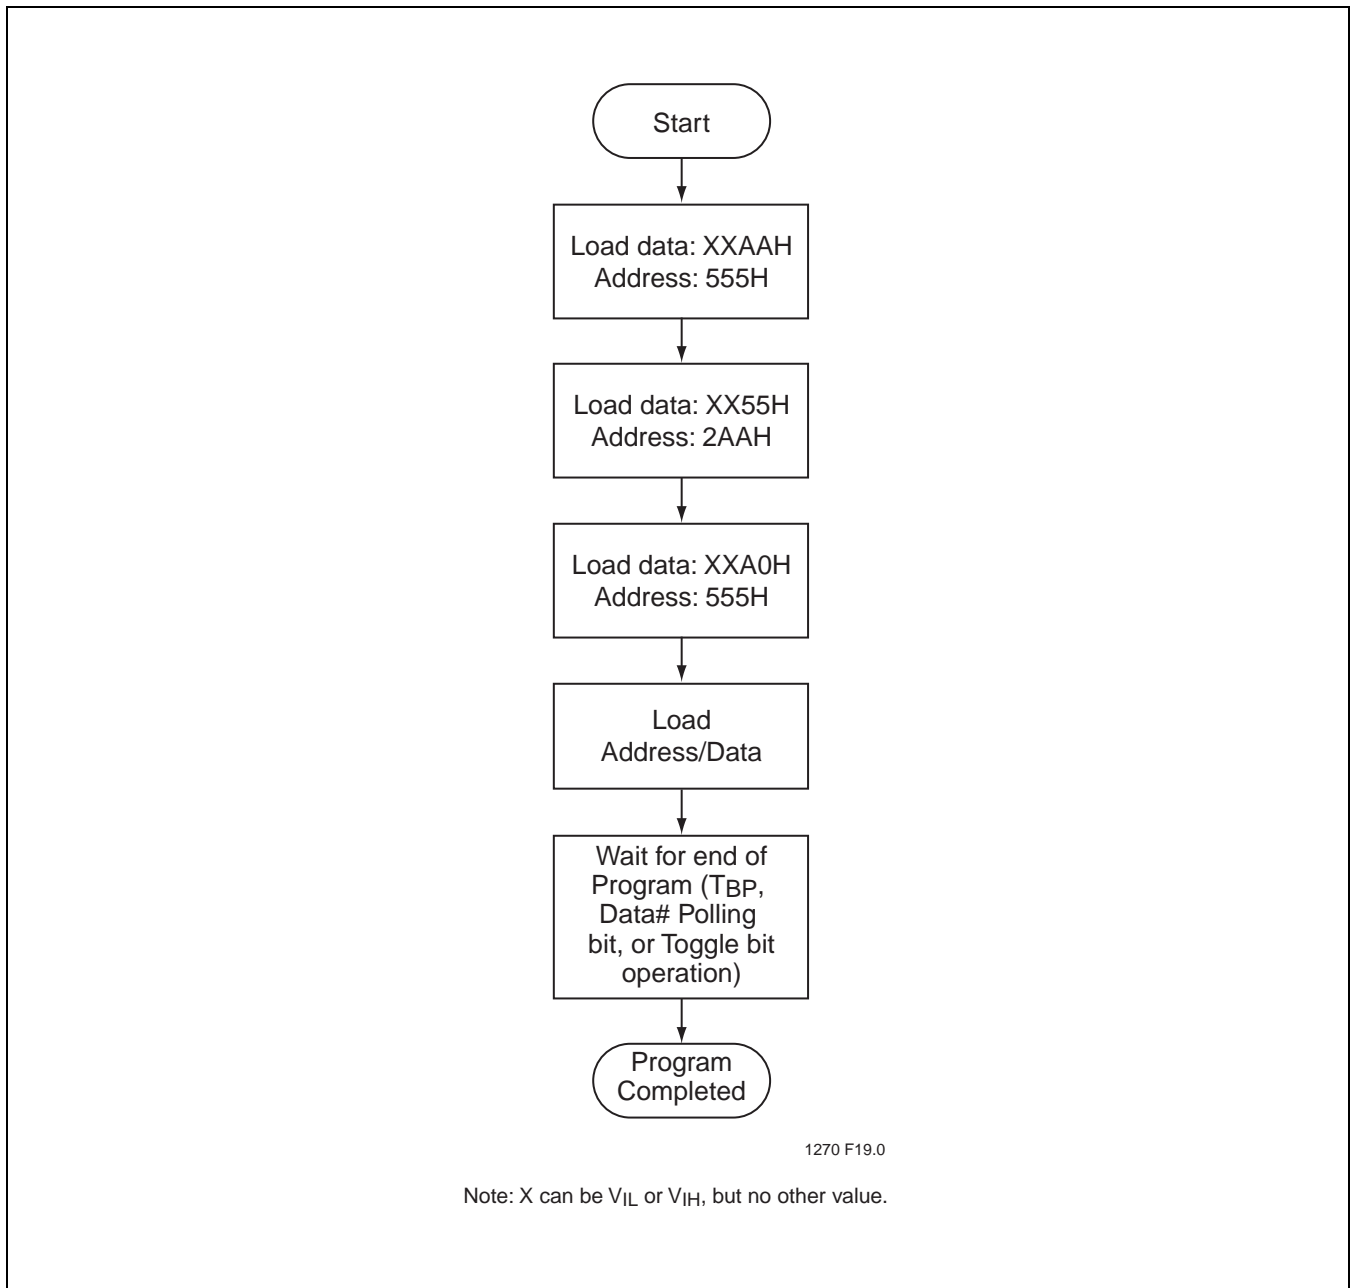 Start
Load data: XXAAH
Address: 555H
Load data: XX55H
Address: 2AAH
Load data: XXA0H
Address: 555H
Load
Address/Data
Wait for end of
Program (TBP,
Data# Polling
bit, or Toggle bit
operation)
Program
Completed
1270 F19.0
Note: X can be VIL or VIH, but no other value.